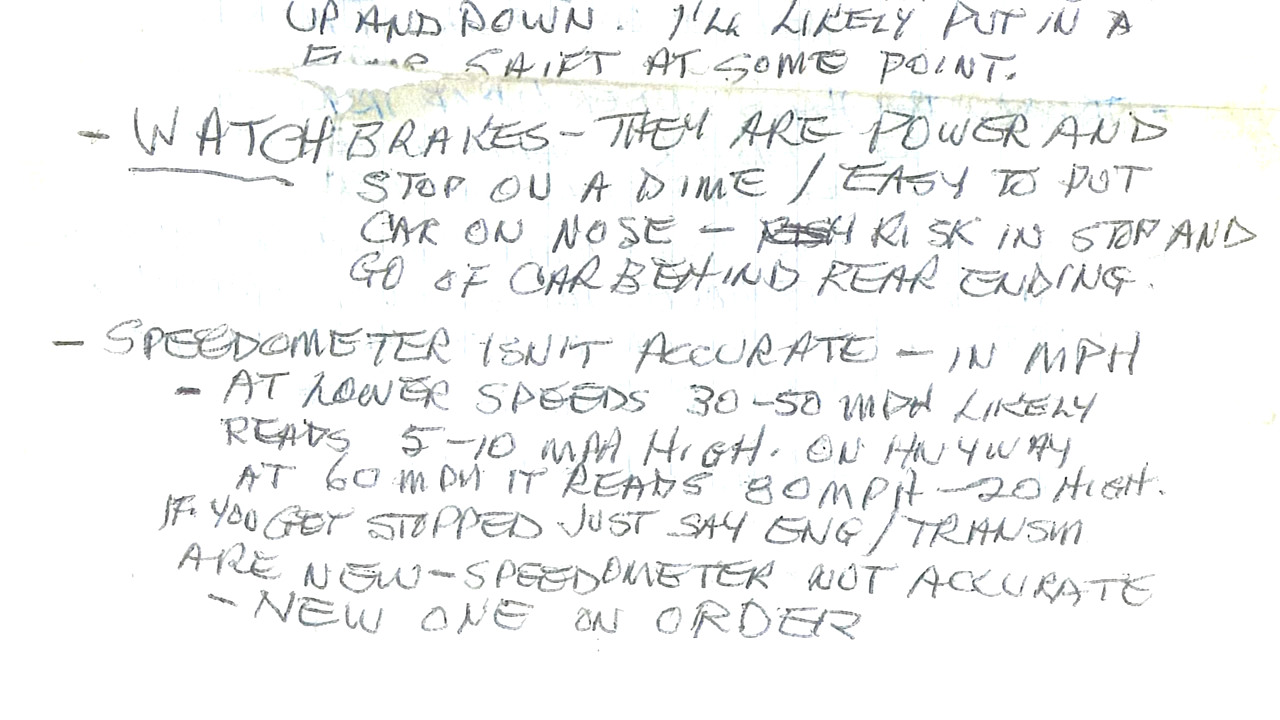 UP AND DOWN. I'LL LIKELY PUT IN A
SHIFT AT SOME POINT.
- WATCH BRAKES - THEY ARE POWER AND
STOP ON A DIME / EASY TO PUT
CAR ON NOSE - RISK IN STOP AND
GO OF CAR BEHIND REAR ENDING.
- SPEEDOMETER ISN'T ACCURATE - IN MPH
- AT LOWER SPEEDS 30-50 MPH LIKELY
READS 5-10 MPH HIGH. ON HWYWAY
AT 60 MPH IT READS 80 MPH - 20 HIGH.
IF YOU GET STOPPED JUST SAY ENG / TRANSM
ARE NEW - SPEEDOMETER NOT ACCURATE
- NEW ONE ON ORDER